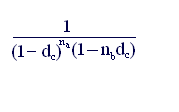 1
(1- d_c)^{n_a}(1-n_b d_c)